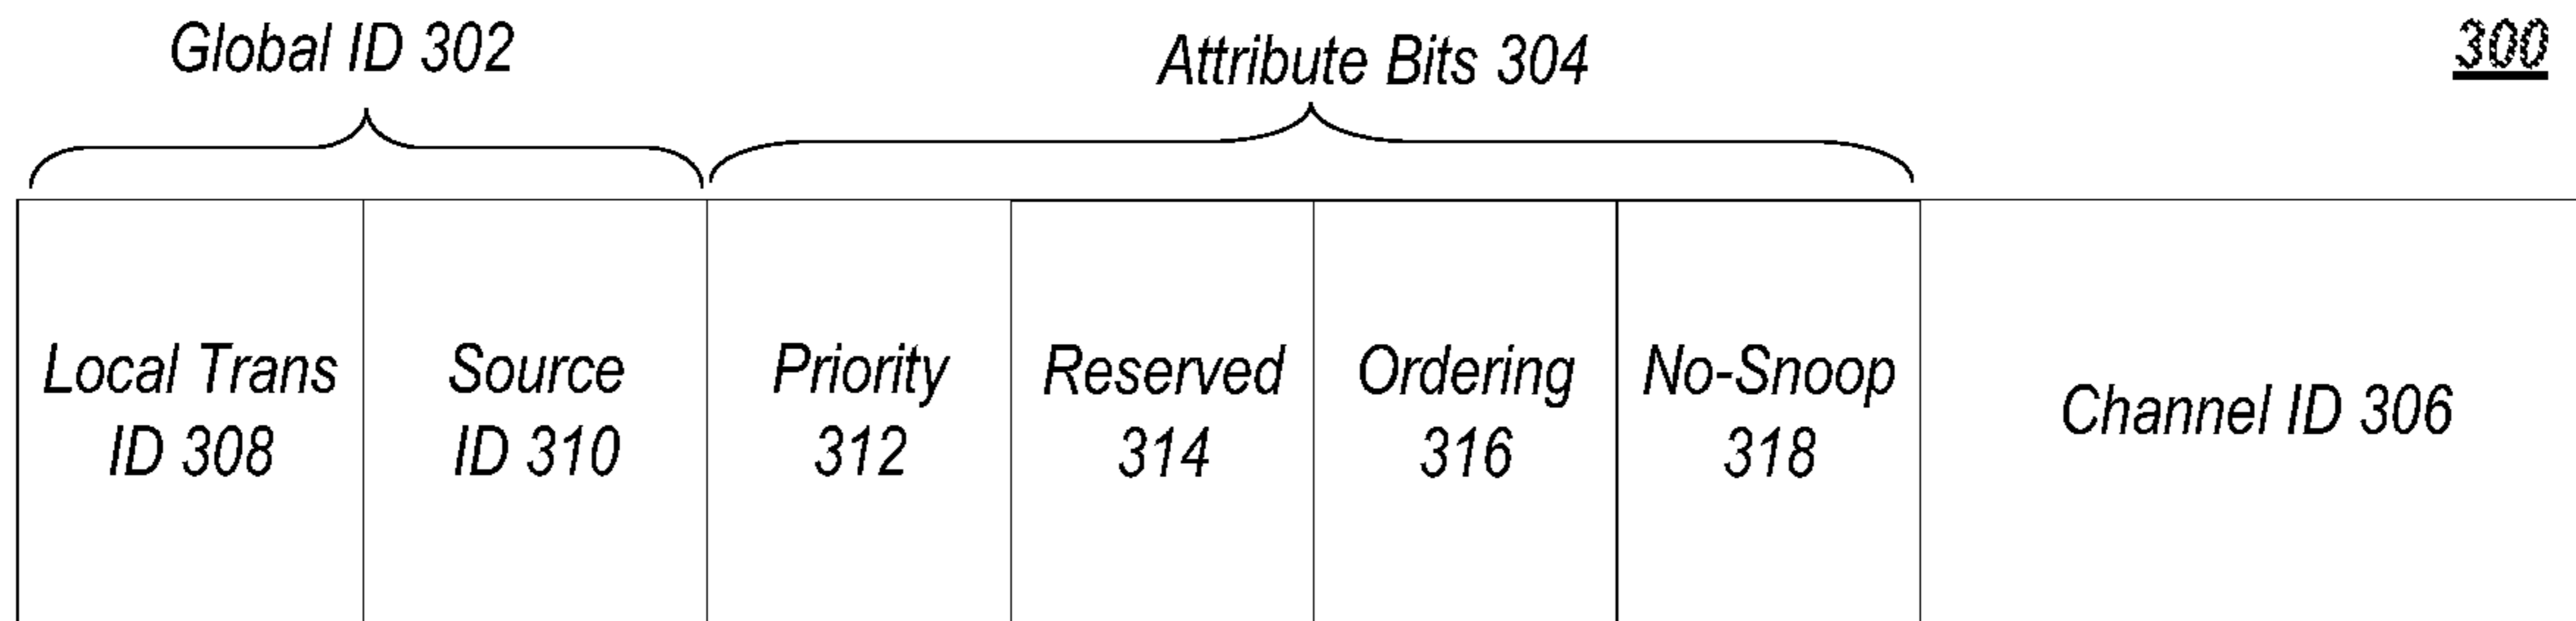 Global ID 302
Attribute Bits 304
300
Local Trans
ID 308
Source
ID 310
Priority
312
Reserved
314
Ordering
316
No-Snoop
318
Channel ID 306